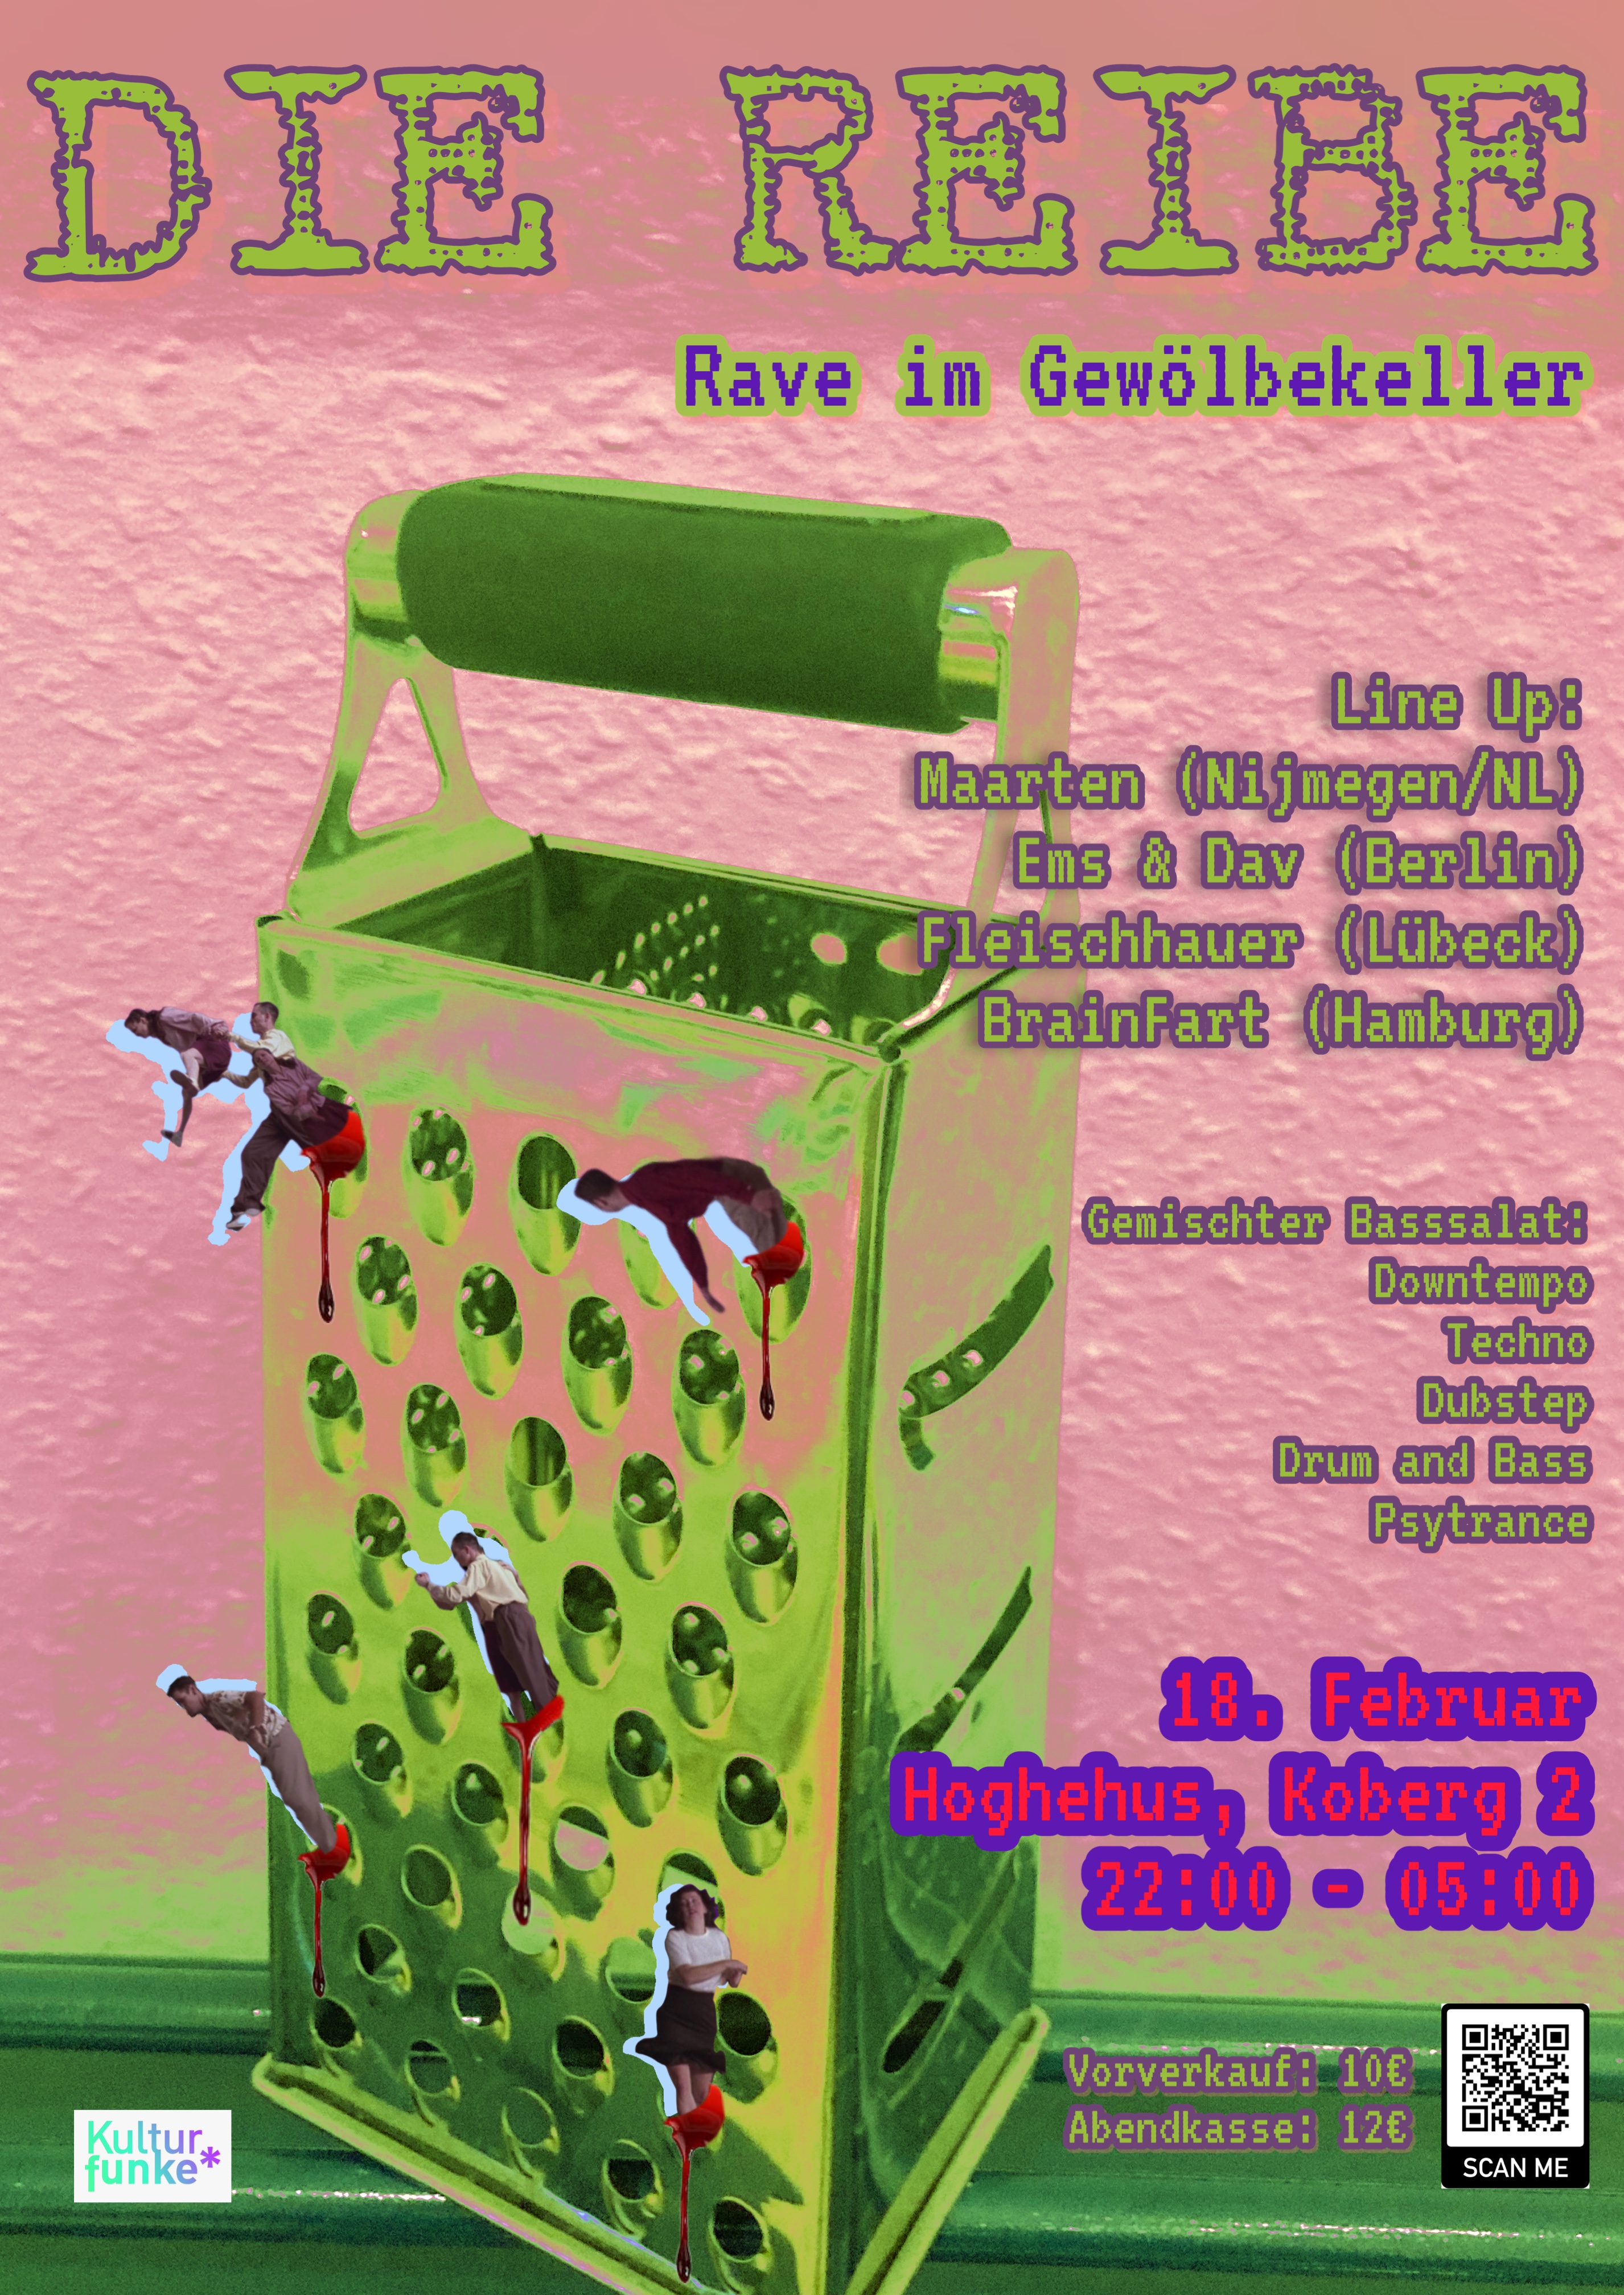 DIE REIBE
Rave im Gewölbekeller
Line Up:
Maarten (Nijmegen/NL)
Ems & Dav (Berlin)
Fleischhauer (Lübeck)
BrainFart (Hamburg)
Gemischter Basssalat:
Downtempo
Techno
Dubstep
Drum and Bass
Psytrance
18. Februar
Hoghehus, Koberg 2
22:00 - 05:00
Vorverkauf: 10€
Abendkasse: 12€
SCAN ME
Kultur
funke*